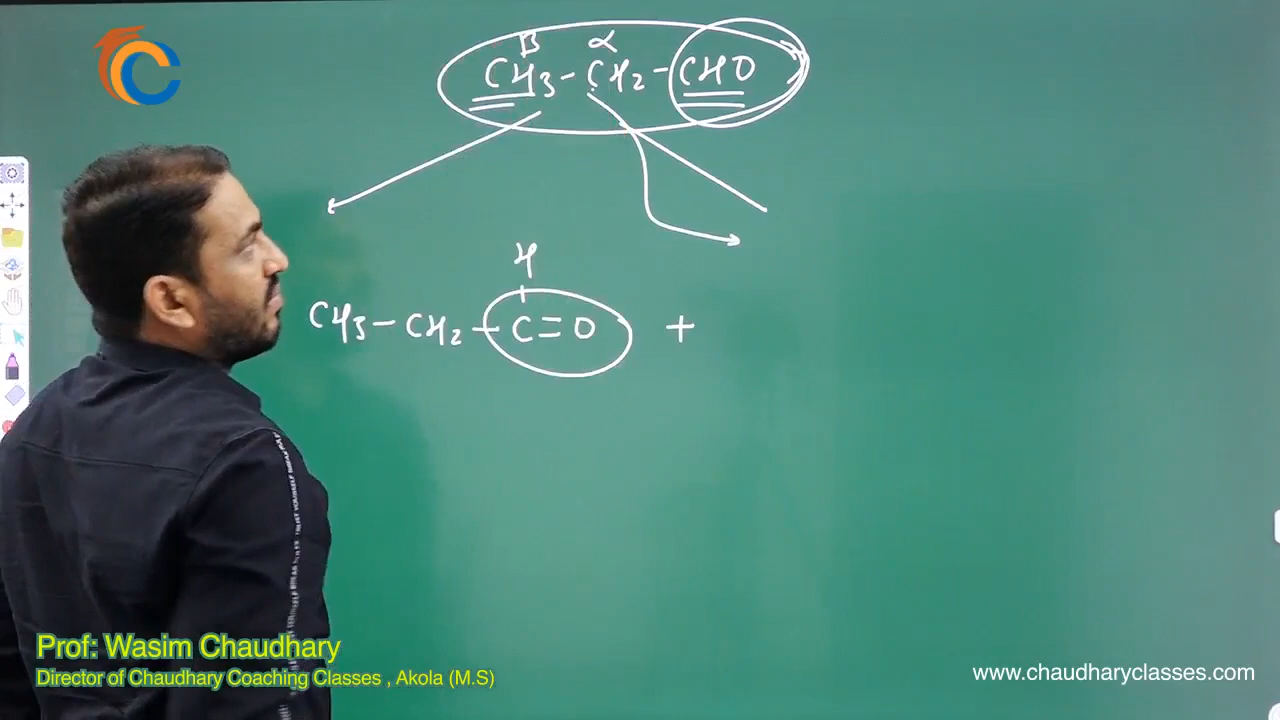 β α
CH3-CH2-CHO
H
CH3-CH2-C=O +
Prof: Wasim Chaudhary
Director of Chaudhary Coaching Classes , Akola (M.S)
www.chaudharyclasses.com